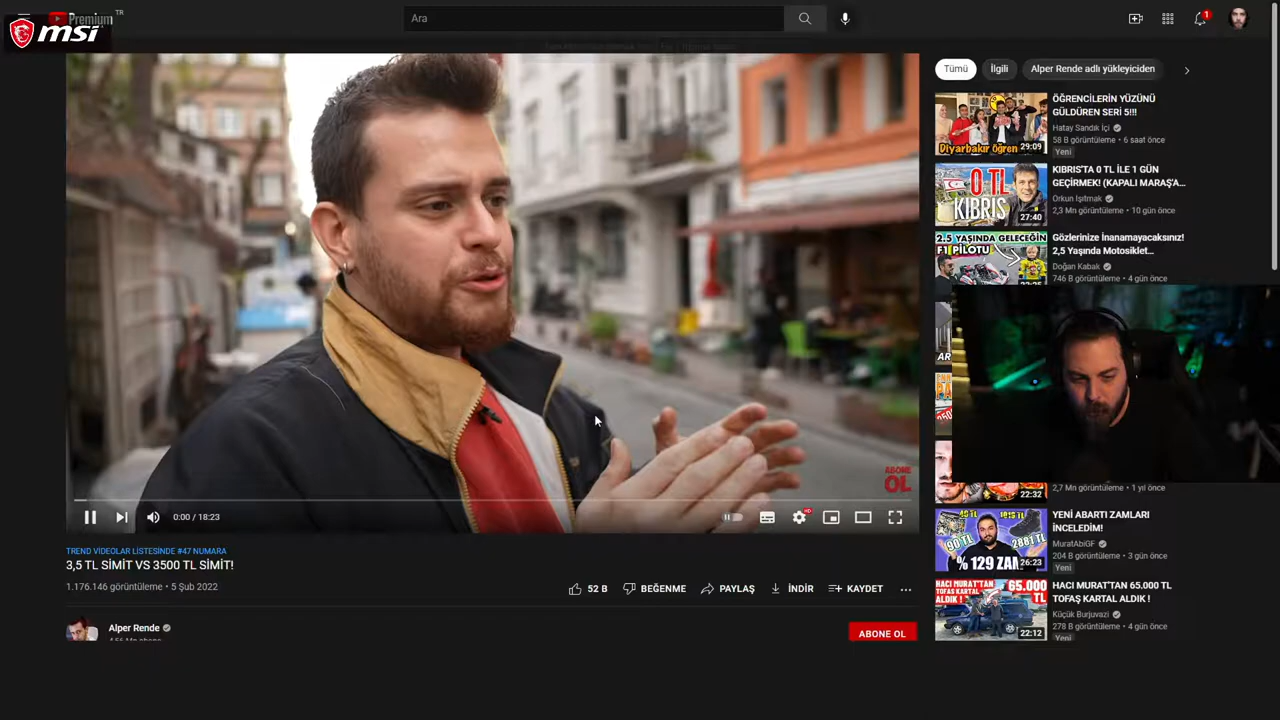 Premium TR
msi
Ara
1
Tümü
İlgili
Alper Rende adlı yükleyiciden
ÖĞRENCİLERİN YÜZÜNÜ
GÜLDÜREN SERİ 5!!!
Hatay Sandık İçi
58 B görüntüleme • 6 saat önce
Yeni
Diyarbakır Öğren
29:09
KIBRIS'TA 0 TL İLE 1 GÜN
GEÇİRMEK! (KAPALI MARAŞ'A...
Orkun Işıtmak
2,3 Mn görüntüleme • 10 gün önce
0 TL
KIBRIS
27:40
Gözlerinize İnanamayacaksınız!
2,5 Yaşında Motosiklet...
Doğan Kabak
746 B görüntüleme • 4 gün önce
2.5 YAŞINDA GELECEĞİN
F1 PİLOTU
ABONE
OL
0:00 / 18:23
HD
2,7 Mn görüntüleme • 1 yıl önce
22:32
YENİ ABARTI ZAMLARI
İNCELEDİM!
MuratAbiGF
204 B görüntüleme • 3 gün önce
Yeni
90 TL
2881 TL
% 129 ZAM
26:23
HACI MURAT'TAN 65.000 TL
TOFAŞ KARTAL ALDIK !
Küçük Burjuvazi
278 B görüntüleme • 4 gün önce
Yeni
HACI MURAT'TAN
65.000
TL
22:12
TREND VİDEOLAR LİSTESİNDE #47 NUMARA
3,5 TL SİMİT VS 3500 TL SİMİT!
1.176.146 görüntüleme • 5 Şub 2022
52 B
BEĞENME
PAYLAŞ
İNDİR
KAYDET
Alper Rende
ABONE OL